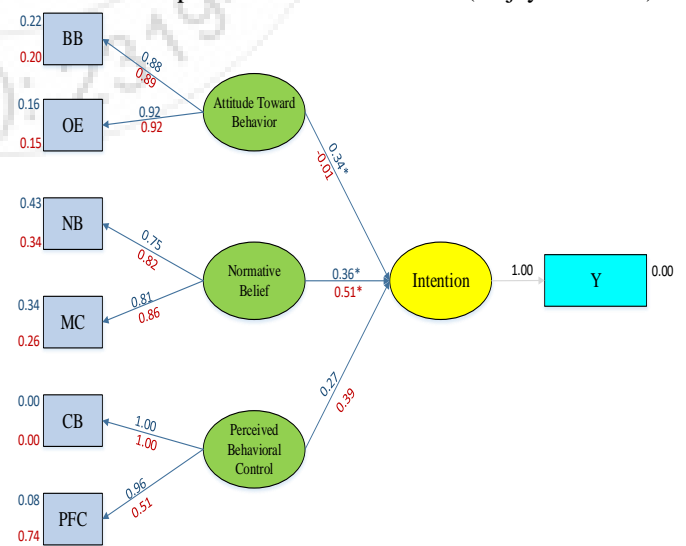 0.22
BB
0.20
0.88
0.89
0.16
OE
0.15
0.92
0.92
Attitude Toward
Behavior
0.34*
-0.01
0.43
NB
0.34
0.75
0.82
0.34
MC
0.26
0.81
0.86
Normative
Belief
0.36*
0.51*
Intention
1.00
Y
0.00
0.00
CB
0.00
1.00
1.00
0.08
PFC
0.74
0.96
0.51
Perceived
Behavioral
Control
0.27
0.39